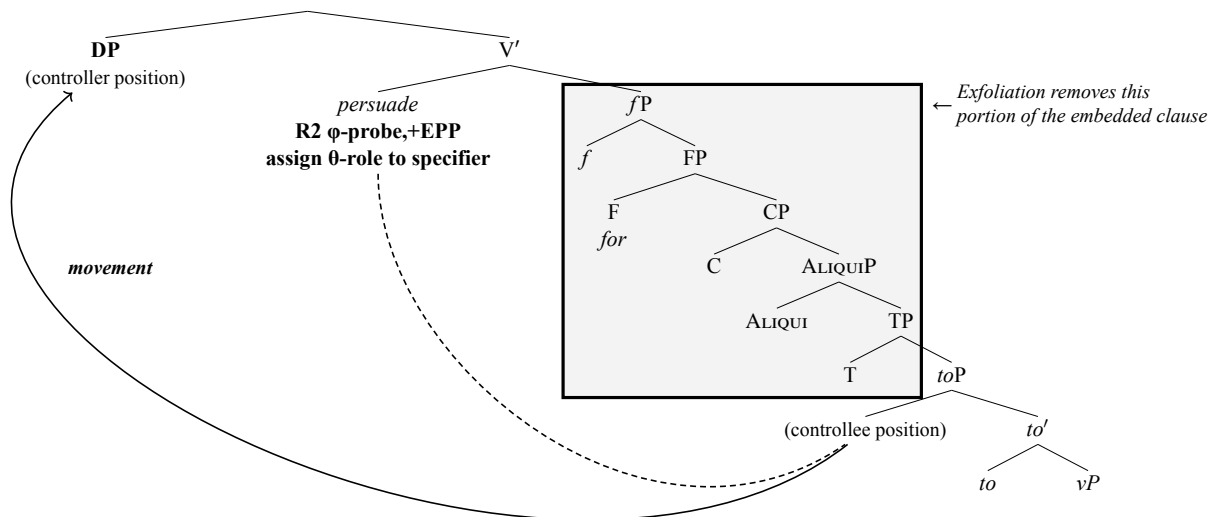 DP
(controller position)
V′
persuade
R2 φ-probe,+EPP
assign θ-role to specifier
fP
← Exfoliation removes this
portion of the embedded clause
f
FP
F
for
CP
movement
C
ALIQUIP
ALIQUI
TP
T
toP
(controllee position)
to′
to
vP